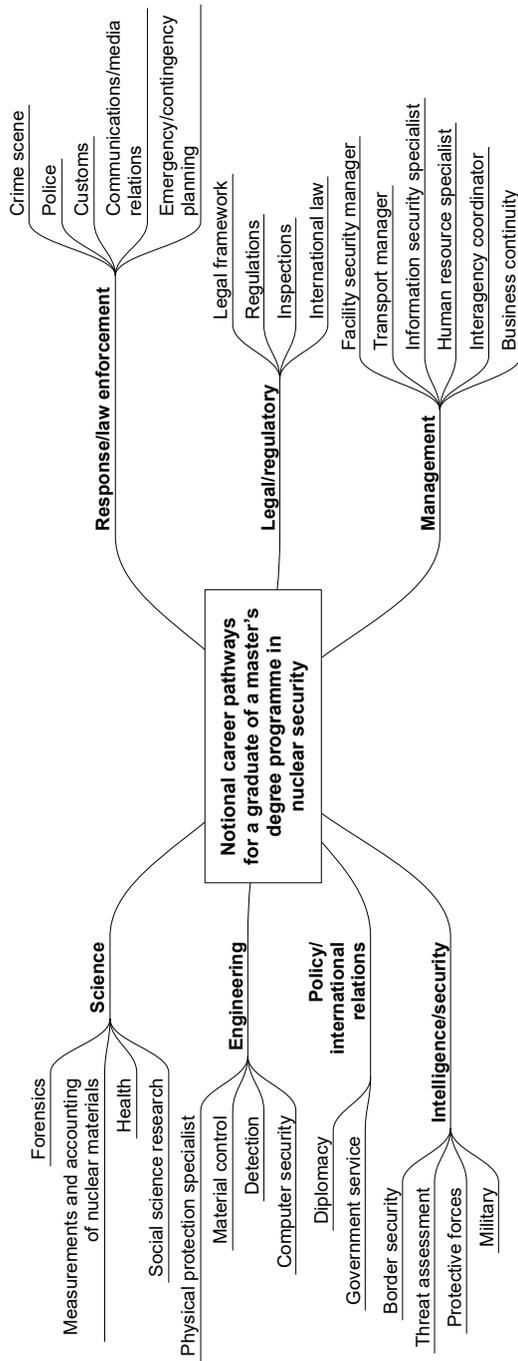 Notional career pathways
for a graduate of a master's
degree programme in
nuclear security
Science
Forensics
Measurements and accounting
of nuclear materials
Health
Social science research
Engineering
Physical protection specialist
Material control
Detection
Computer security
Policy/
international
relations
Diplomacy
Government service
Intelligence/security
Border security
Threat assessment
Protective forces
Military
Response/law enforcement
Crime scene
Police
Customs
Communications/media
relations
Emergency/contingency
planning
Legal/regulatory
Legal framework
Regulations
Inspections
International law
Management
Facility security manager
Transport manager
Information security specialist
Human resource specialist
Interagency coordinator
Business continuity